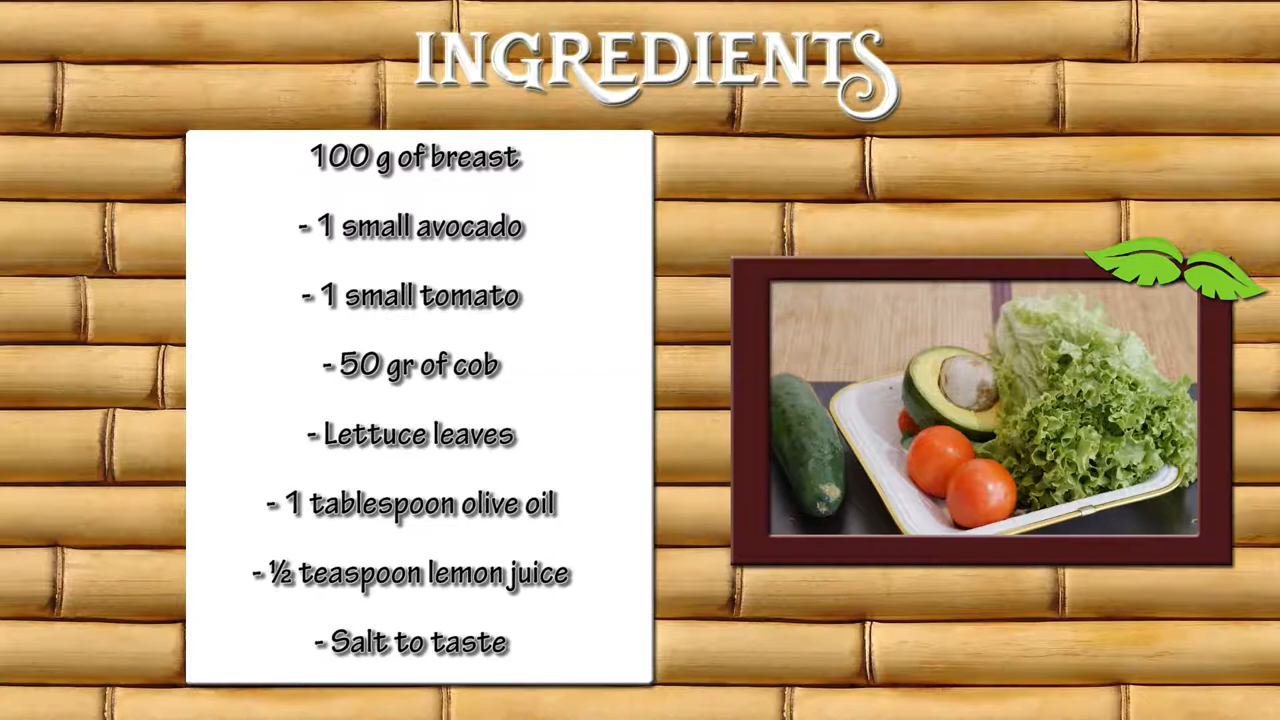 INGREDIENTS
100 g of breast
- 1 small avocado
- 1 small tomato
- 50 gr of cob
- Lettuce leaves
- 1 tablespoon olive oil
- ½ teaspoon lemon juice
- Salt to taste